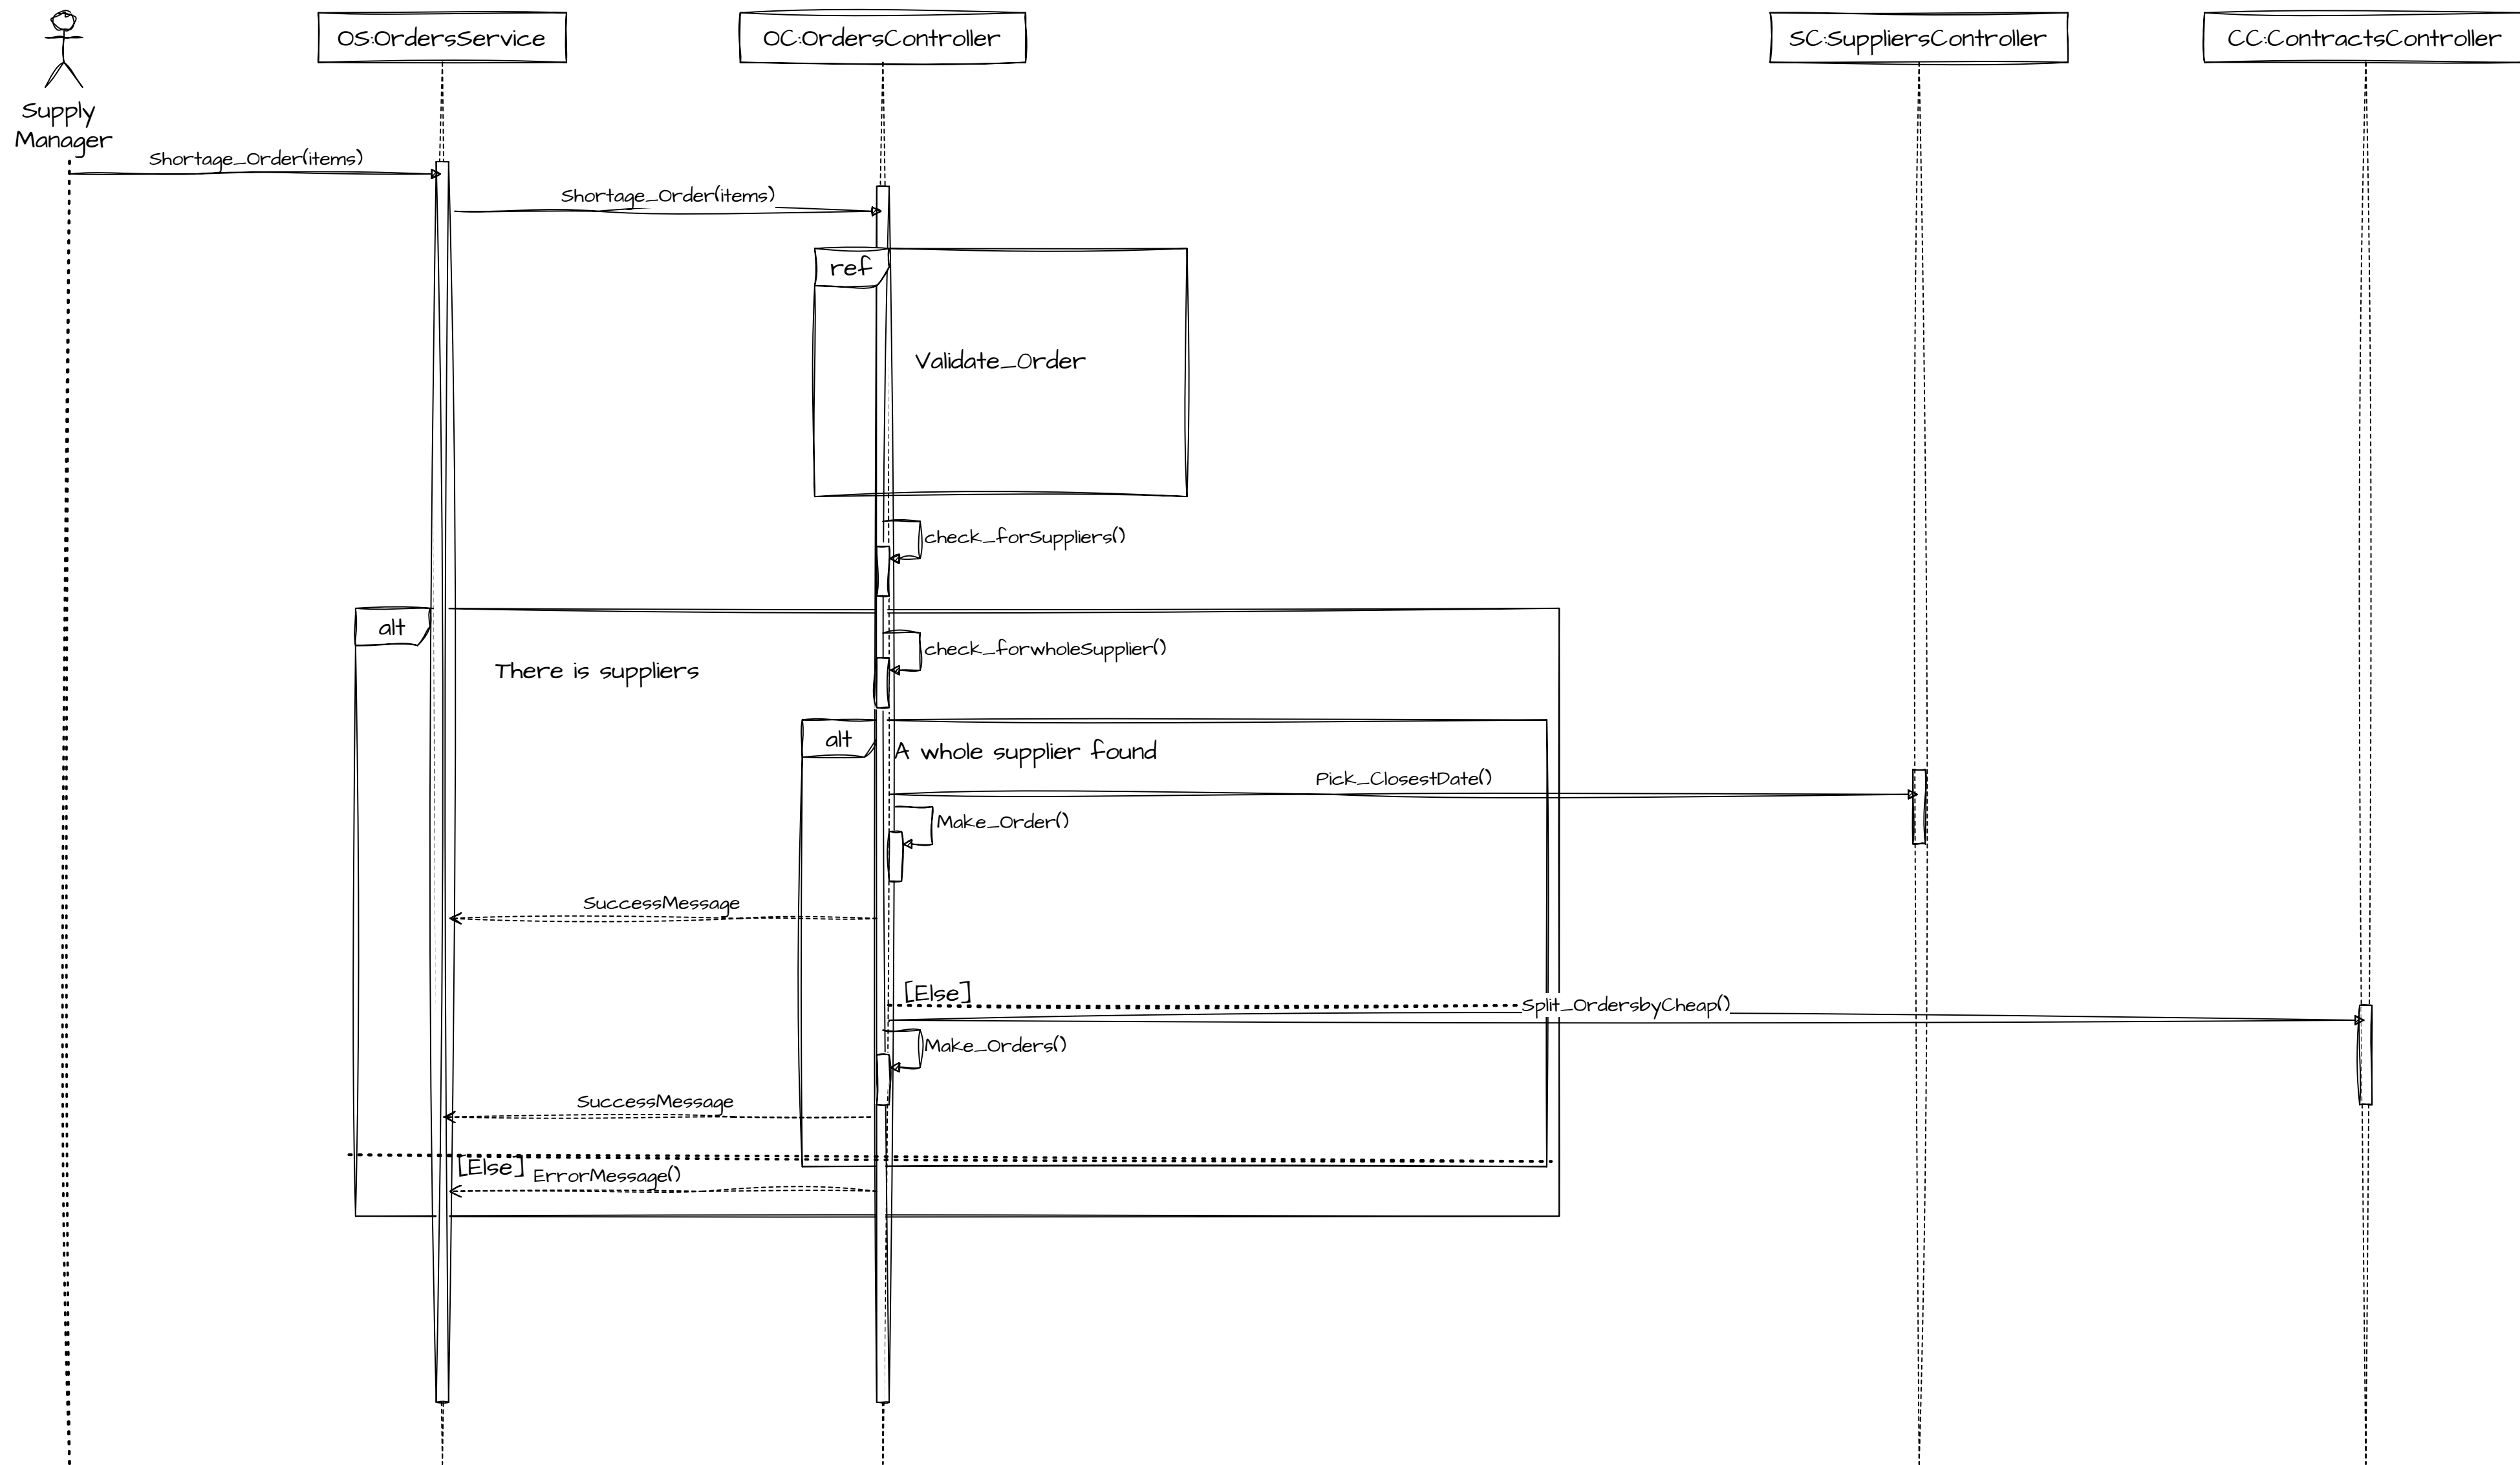 OS:OrdersService
OC:OrdersController
SC:SuppliersController
CC:ContractsController
Supply
Manager
Shortage_Order(items)
Shortage_Order(items)
ref
Validate_Order
check_forSuppliers()
alt
check_forwholeSupplier()
There is suppliers
alt
A whole supplier found
Pick_ClosestDate()
Make_Order()
SuccessMessage
[Else]
Split_OrdersbyCheap()
Make_Orders()
SuccessMessage
[Else]
ErrorMessage()